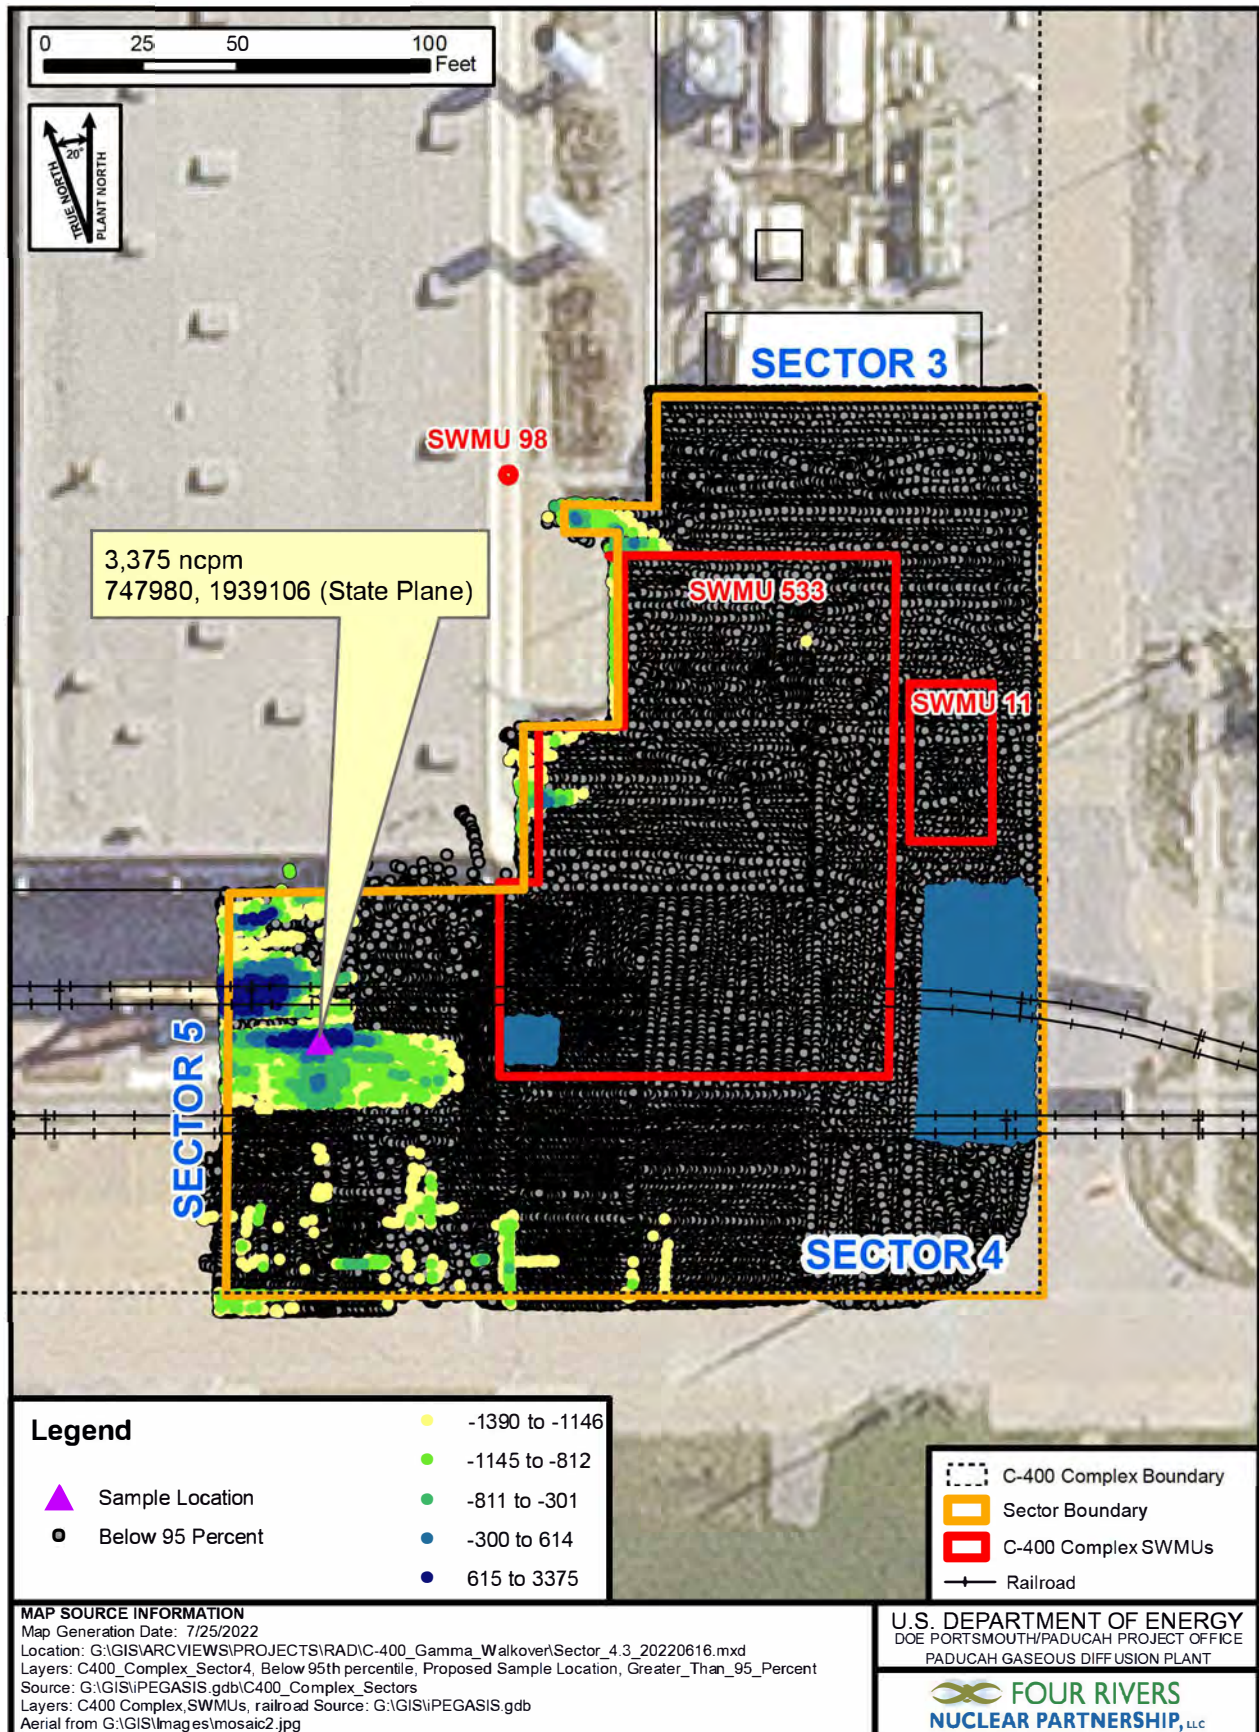 0 25 50 100
Feet
20°
TRUE NORTH
PLANT NORTH
SECTOR 3
SWMU 98
3,375 ncpm
747980, 1939106 (State Plane)
SWMU 533
SWMU 11
SECTOR 5
SECTOR 4
Legend
Sample Location
Below 95 Percent
-1390 to -1146
-1145 to -812
-811 to -301
-300 to 614
615 to 3375
C-400 Complex Boundary
Sector Boundary
C-400 Complex SWMUs
Railroad
MAP SOURCE INFORMATION
Map Generation Date: 7/25/2022
Location: G:\GIS\ARCVIEWS\PROJECTS\RAD\C-400_Gamma_Walkover\Sector_4.3_20220616.mxd
Layers: C400_Complex_Sector4, Below 95th percentile, Proposed Sample Location, Greater_Than_95_Percent
Source: G:\GIS\iPEGASIS.gdb\C400_Complex_Sectors
Layers: C400 Complex,SWMUs, railroad Source: G:\GIS\iPEGASIS.gdb
Aerial from G:\GIS\Images\mosaic2.jpg
U.S. DEPARTMENT OF ENERGY
DOE PORTSMOUTH/PADUCAH PROJECT OFFICE
PADUCAH GASEOUS DIFFUSION PLANT
FOUR RIVERS
NUCLEAR PARTNERSHIP, LLC